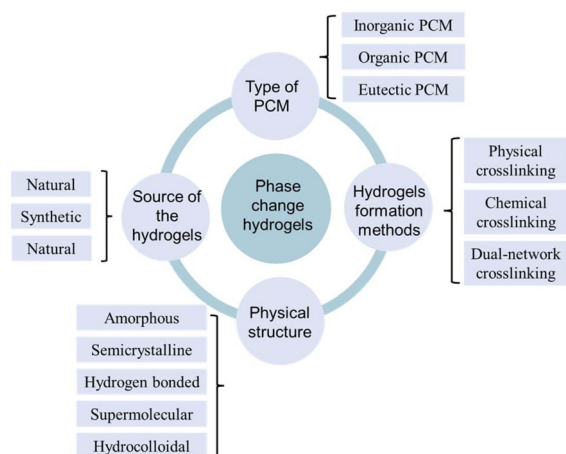 Inorganic PCM
Organic PCM
Eutectic PCM
Type of
PCM
Physical
crosslinking
Chemical
crosslinking
Dual-network
crosslinking
Hydrogels
formation
methods
Phase
change
hydrogels
Source of
the
hydrogels
Natural
Synthetic
Natural
Physical
structure
Amorphous
Semicrystalline
Hydrogen bonded
Supermolecular
Hydrocolloidal